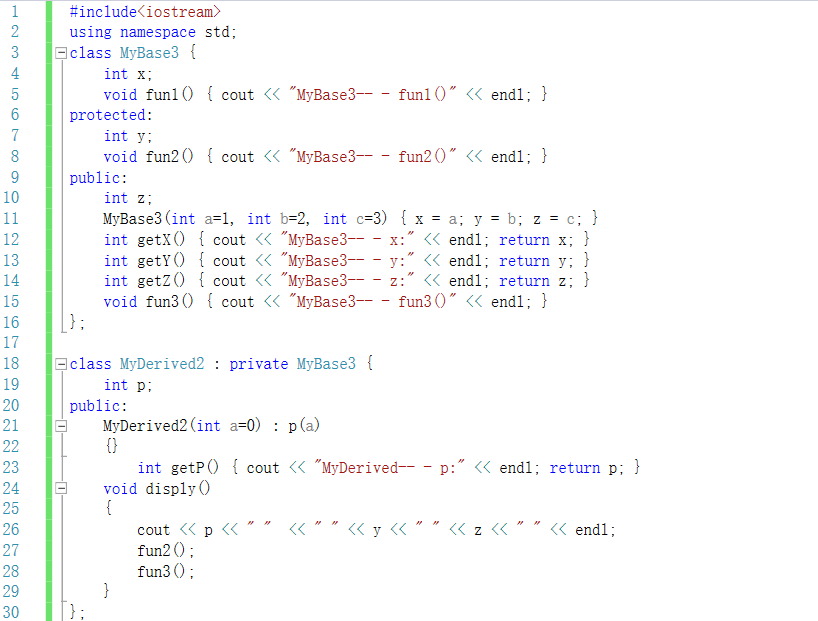 1 #include<iostream>
2 using namespace std;
3 class MyBase3 {
4 int x;
5 void fun1() { cout << "MyBase3-- - fun1()" << endl; }
6 protected:
7 int y;
8 void fun2() { cout << "MyBase3-- - fun2()" << endl; }
9 public:
10 int z;
11 MyBase3(int a=1, int b=2, int c=3) { x = a; y = b; z = c; }
12 int getX() { cout << "MyBase3-- - x:" << endl; return x; }
13 int getY() { cout << "MyBase3-- - y:" << endl; return y; }
14 int getZ() { cout << "MyBase3-- - z:" << endl; return z; }
15 void fun3() { cout << "MyBase3-- - fun3()" << endl; }
16 };
17
18 class MyDerived2 : private MyBase3 {
19 int p;
20 public:
21 MyDerived2(int a=0) : p(a)
22 {}
23 int getP() { cout << "MyDerived-- - p:" << endl; return p; }
24 void disply()
25 {
26 cout << p << " " << " " << y << " " << z << " " << endl;
27 fun2();
28 fun3();
29 }
30 };